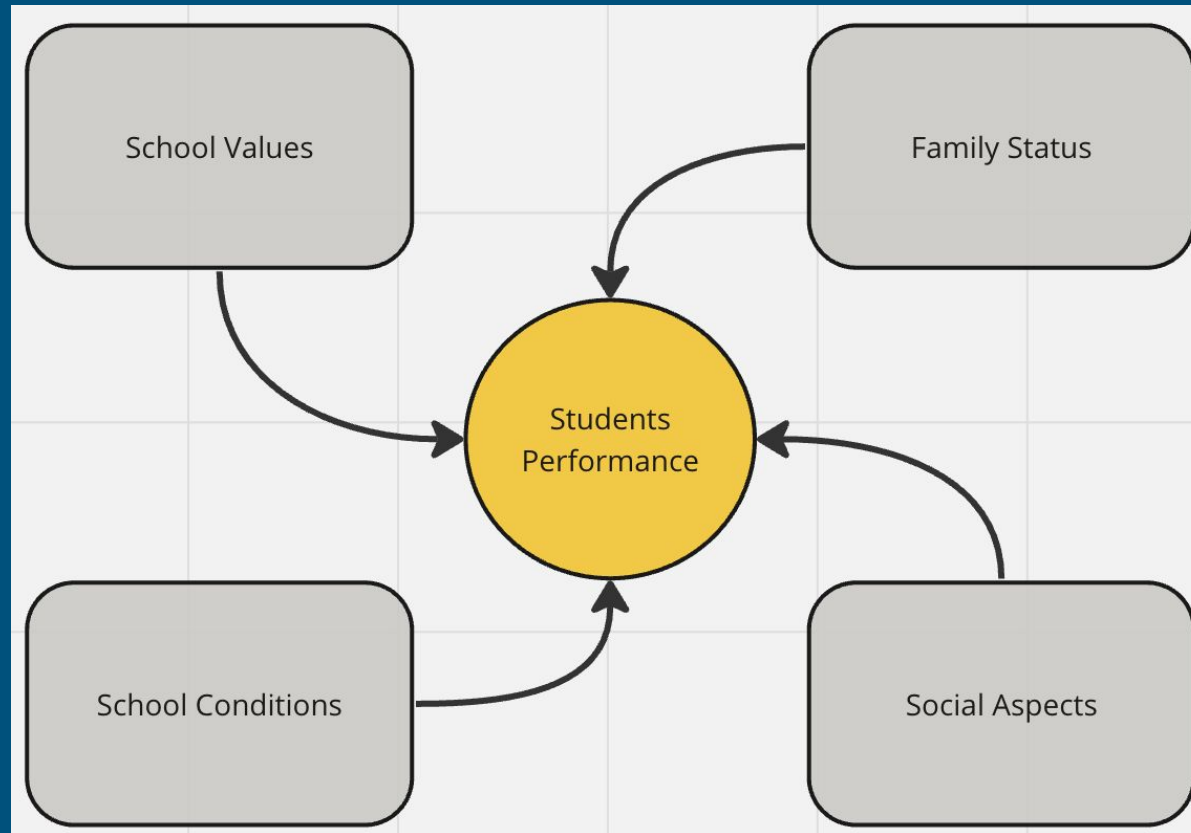 School Values
Family Status
Students
Performance
School Conditions
Social Aspects